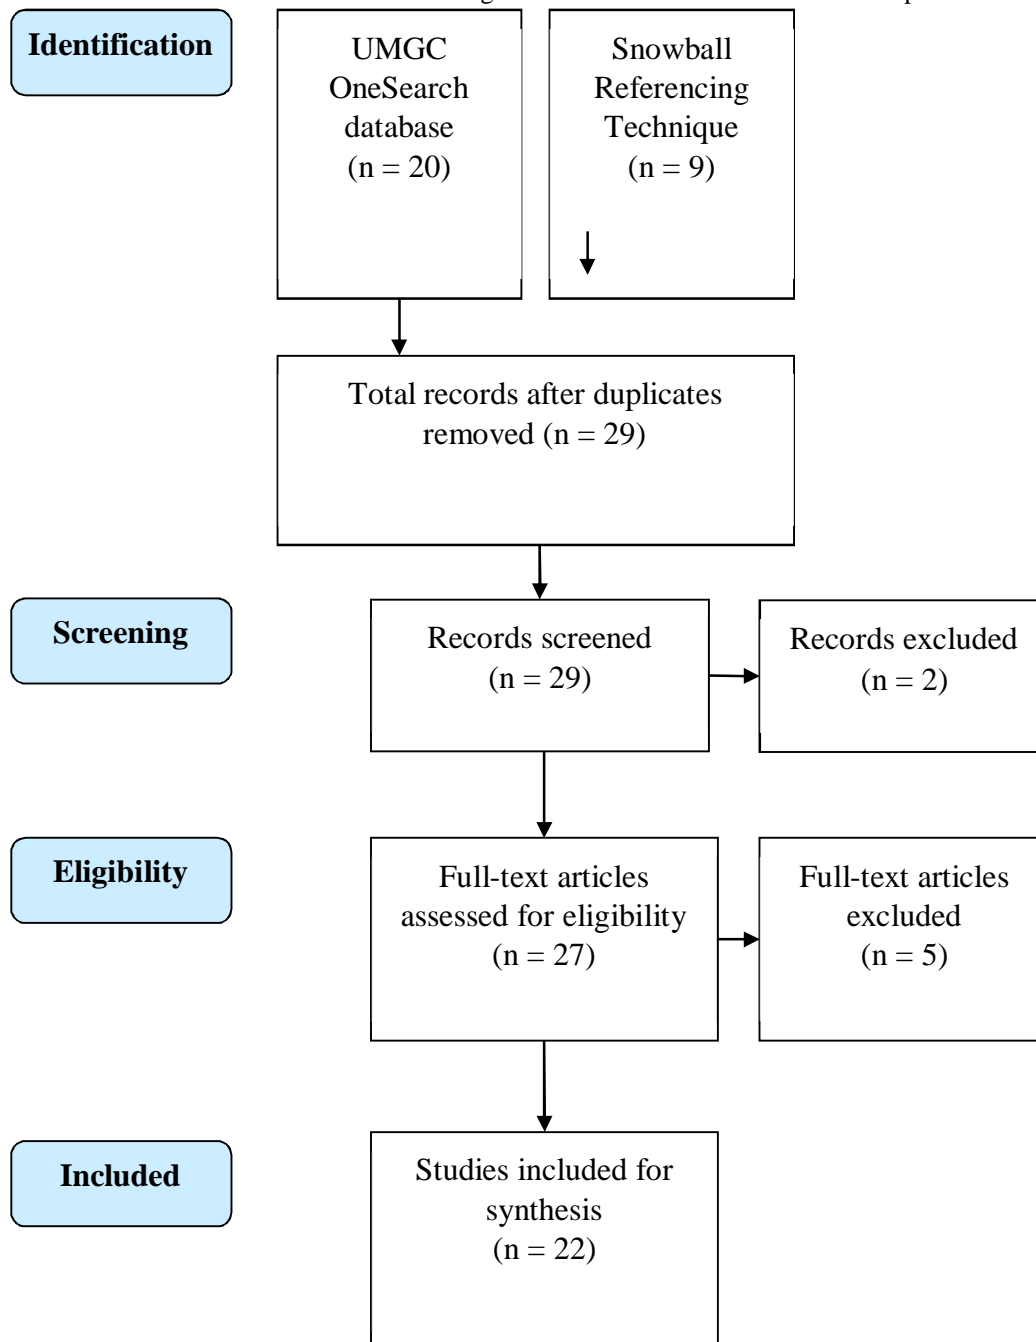 Identification
UMGC
OneSearch
database
(n = 20)
Snowball
Referencing
Technique
(n = 9)
Total records after duplicates
removed (n = 29)
Screening
Records screened
(n = 29)
Records excluded
(n = 2)
Eligibility
Full-text articles
assessed for eligibility
(n = 27)
Full-text articles
excluded
(n = 5)
Included
Studies included for
synthesis
(n = 22)